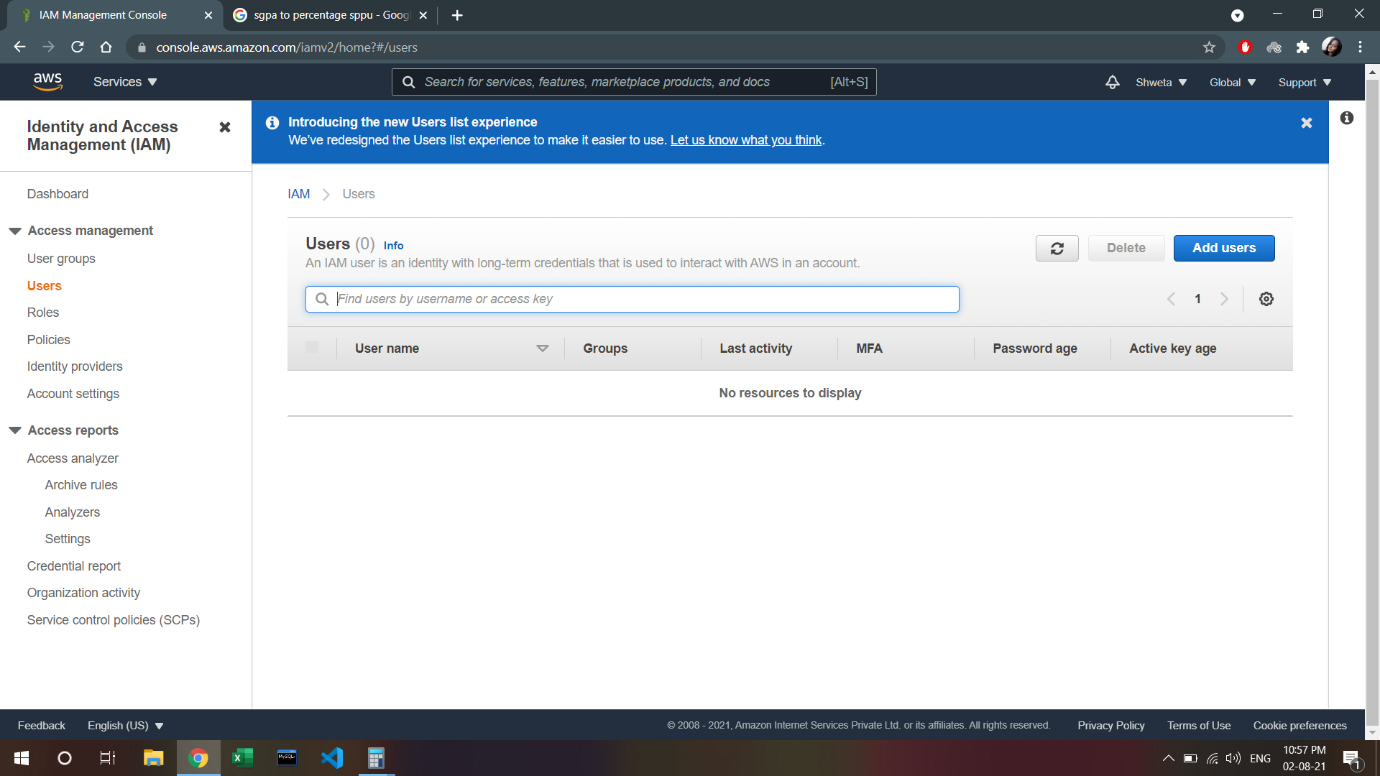 IAM Management Console
sgpa to percentage sppu - Goog
console.aws.amazon.com/iamv2/home?#/users
aws
Services
Search for services, features, marketplace products, and docs [Alt+S]
Shweta
Global
Support
Identity and Access
Management (IAM)
Dashboard
Access management
User groups
Users
Roles
Policies
Identity providers
Account settings
Access reports
Access analyzer
Archive rules
Analyzers
Settings
Credential report
Organization activity
Service control policies (SCPs)
Introducing the new Users list experience
We've redesigned the Users list experience to make it easier to use. Let us know what you think.
IAM Users
Users (0) Info
An IAM user is an identity with long-term credentials that is used to interact with AWS in an account.
Delete
Add users
Find users by username or access key
1
User name Groups Last activity MFA Password age Active key age
No resources to display
Feedback English (US) © 2008 - 2021, Amazon Internet Services Private Ltd. or its affiliates. All rights reserved. Privacy Policy Terms of Use Cookie preferences
MySQL
ENG
10:57 PM
02-08-21
1